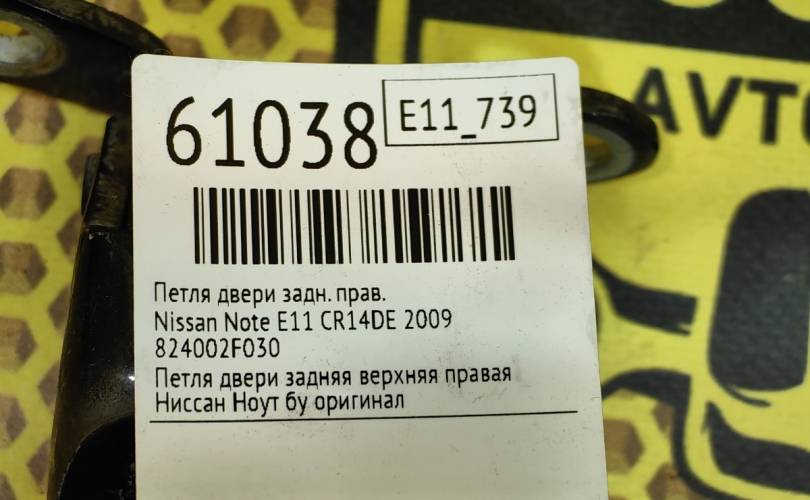 61038
E11_739
Петля двери задн. прав.
Nissan Note E11 CR14DE 2009
824002F030
Петля двери задняя верхняя правая
Ниссан Ноут бу оригинал